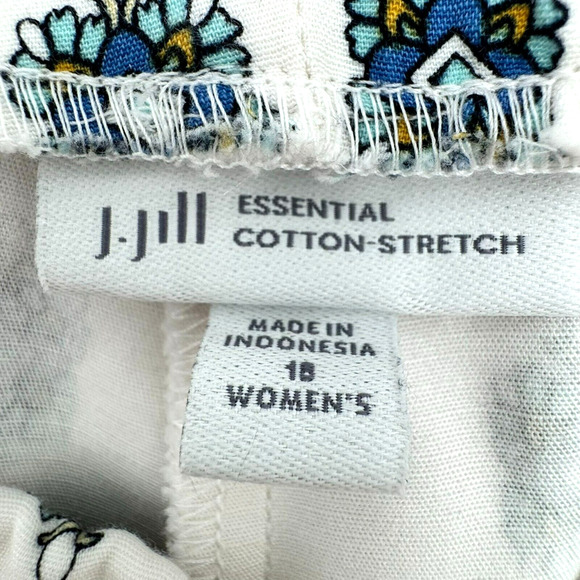 J.Jill ESSENTIAL
COTTON-STRETCH
MADE IN
INDONESIA
18
WOMEN'S